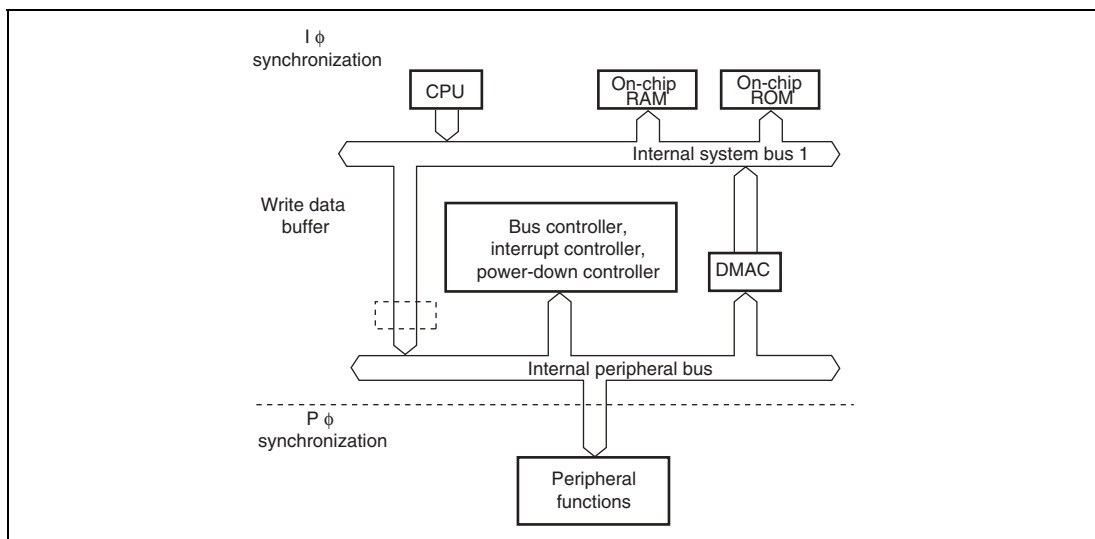 I ϕ
synchronization
CPU
On-chip
RAM
On-chip
ROM
Internal system bus 1
Write data
buffer
Bus controller,
interrupt controller,
power-down controller
DMAC
Internal peripheral bus
P ϕ
synchronization
Peripheral
functions